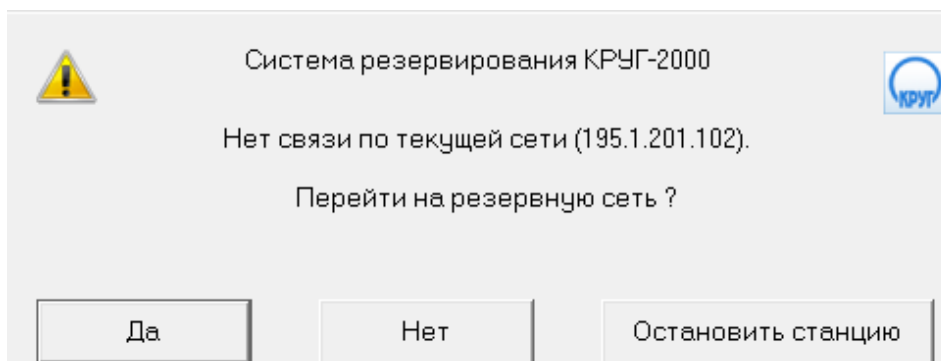 Система резервирования КРУГ-2000
КРУГ
Нет связи по текущей сети (195.1.201.102).
Перейти на резервную сеть ?
Да
Нет
Остановить станцию